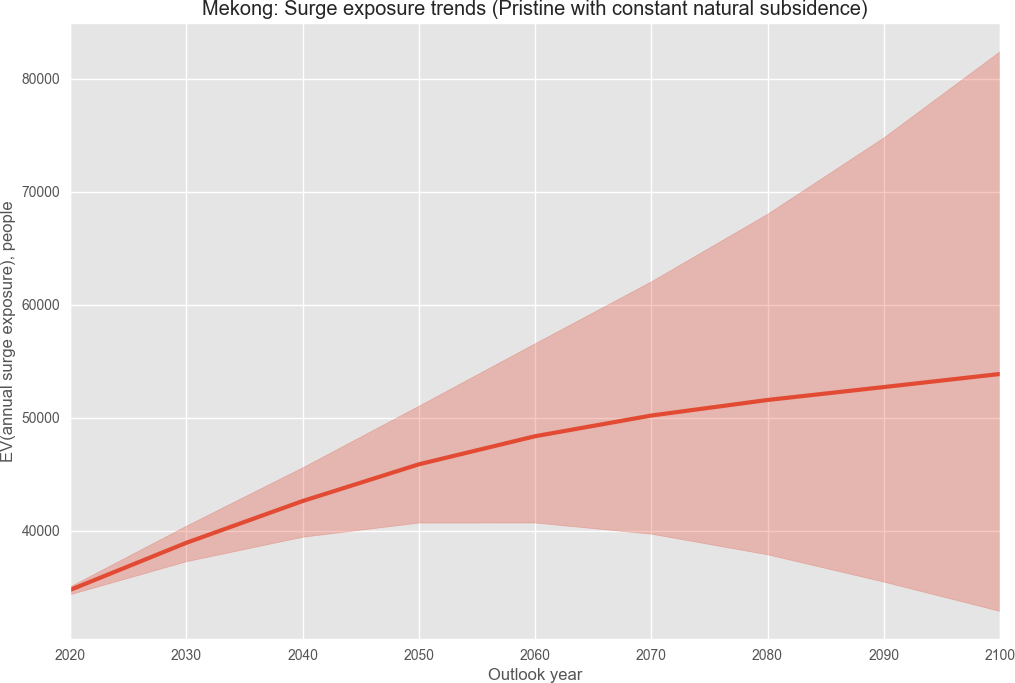 Mekong: Surge exposure trends (Pristine with constant natural subsidence)
EV(annual surge exposure), people
80000
70000
60000
50000
40000
2020 2030 2040 2050 2060 2070 2080 2090 2100
Outlook year